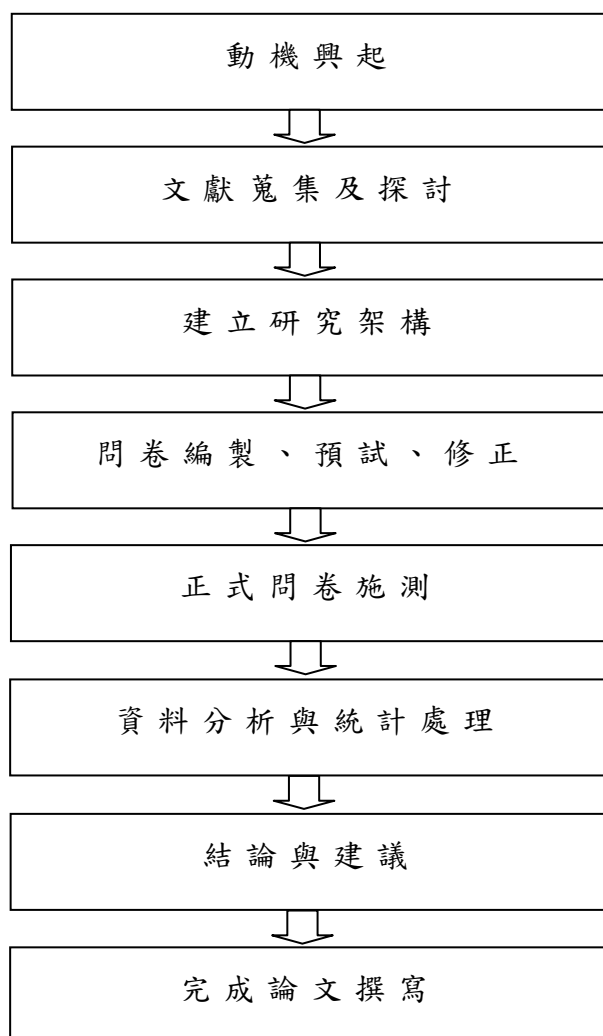 動機興起
文獻蒐集及探討
建立研究架構
問卷編製、預試、修正
正式問卷施測
資料分析與統計處理
結論與建議
完成論文撰寫